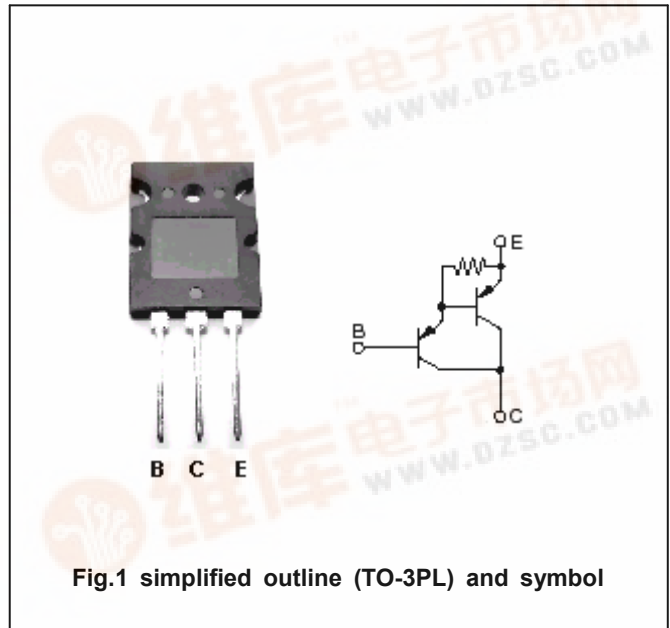 维库电子市场网
WWW.DZSC.COM
E
B
C
B C E
维库电子市场网
WWW.DZSC.COM
Fig.1 simplified outline (TO-3PL) and symbol